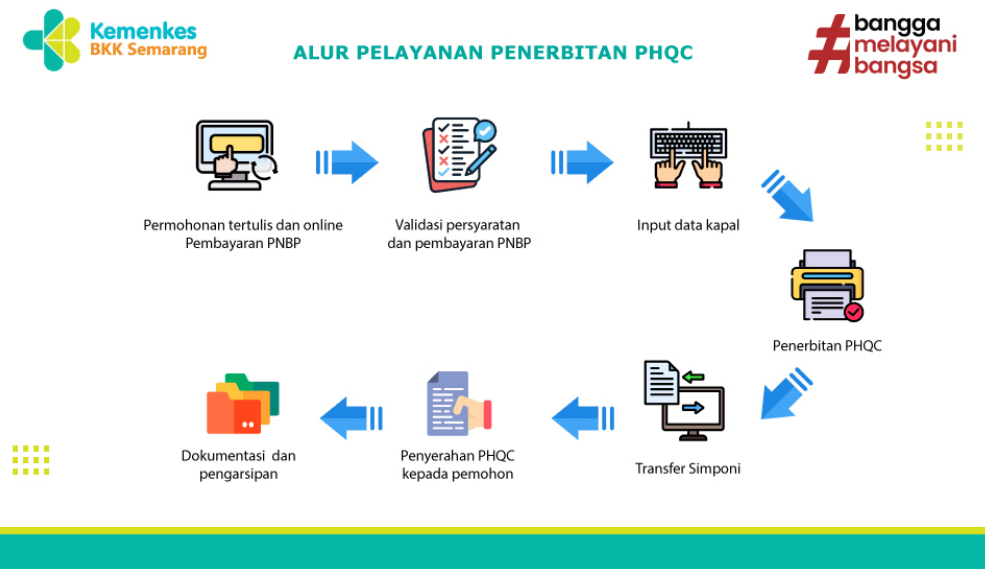 Kemenkes
BKK Semarang
ALUR PELAYANAN PENERBITAN PHQC
#bangga
melayani
bangsa
Permohonan tertulis dan online
Pembayaran PNBP
Validasi persyaratan
dan pembayaran PNBP
Input data kapal
Penerbitan PHQC
Transfer Simponi
Penyerahan PHQC
kepada pemohon
Dokumentasi dan
pengarsipan